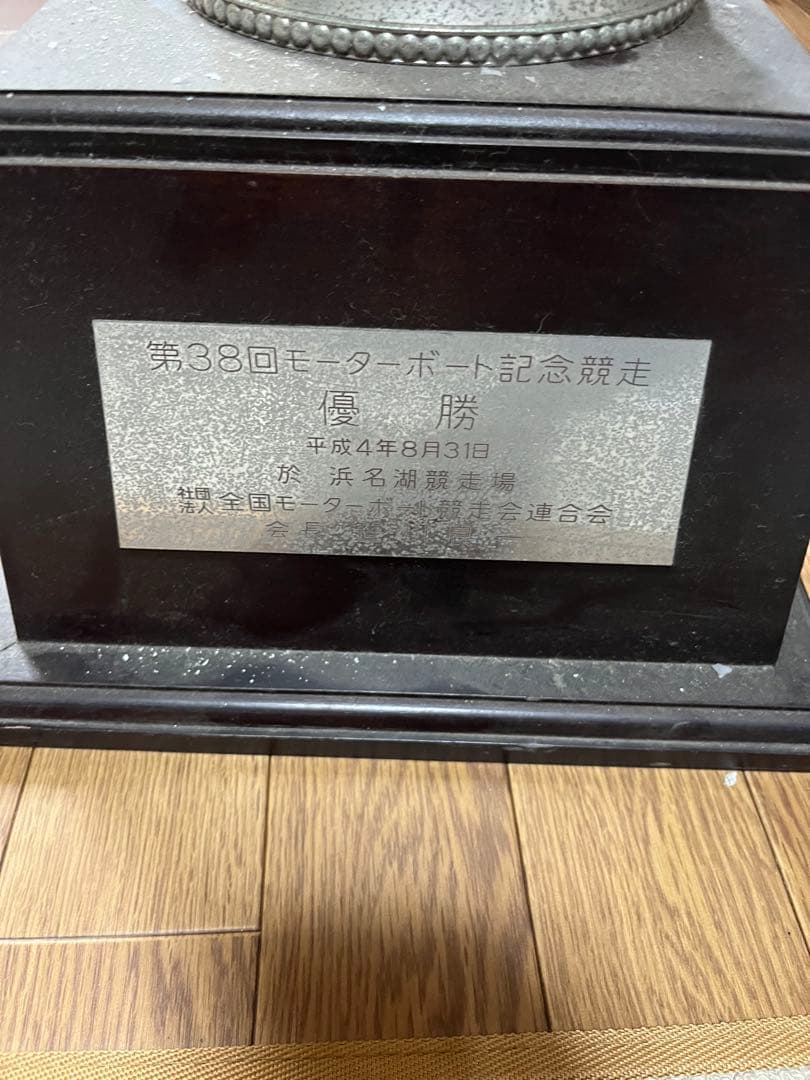 第38回モーターボート記念競走
優　勝
平成4年8月31日
於 浜名湖競走場
社団法人 全国モーターボート競走会連合会
会長